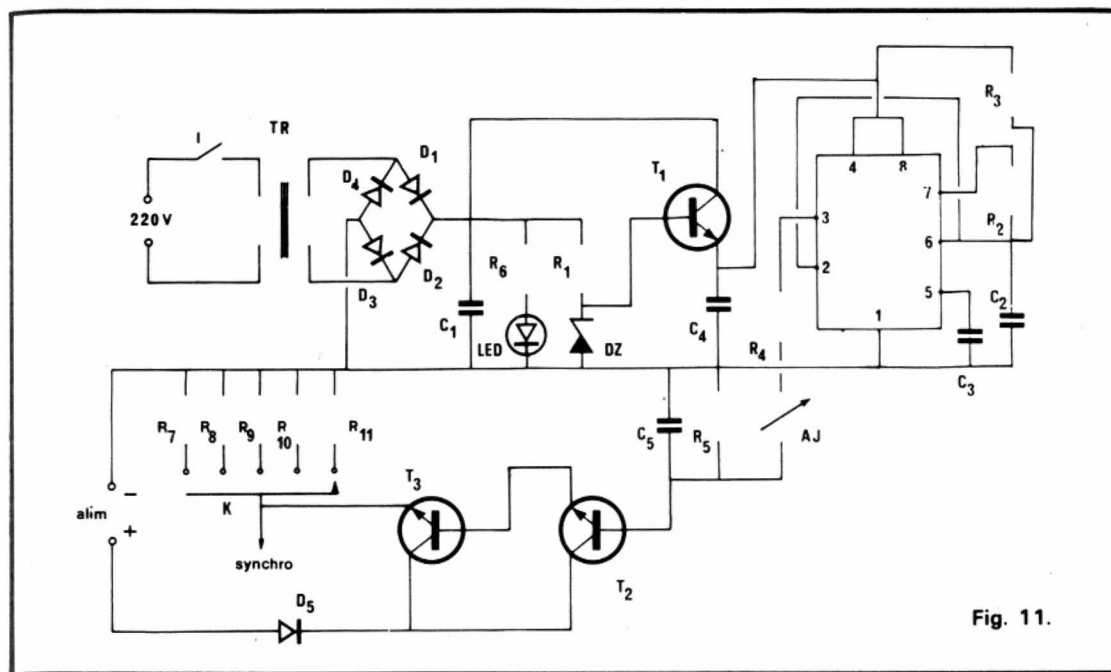 I
TR
220V
D4
D1
D3
D2
C1
R6
R1
LED
DZ
T1
C4
4
8
3
2
7
6
5
1
R3
R2
C2
C3
R4
AJ
R5
C5
R7
R8
R9
R10
R11
K
synchro
alim
−
+
D5
T3
T2
Fig. 11.